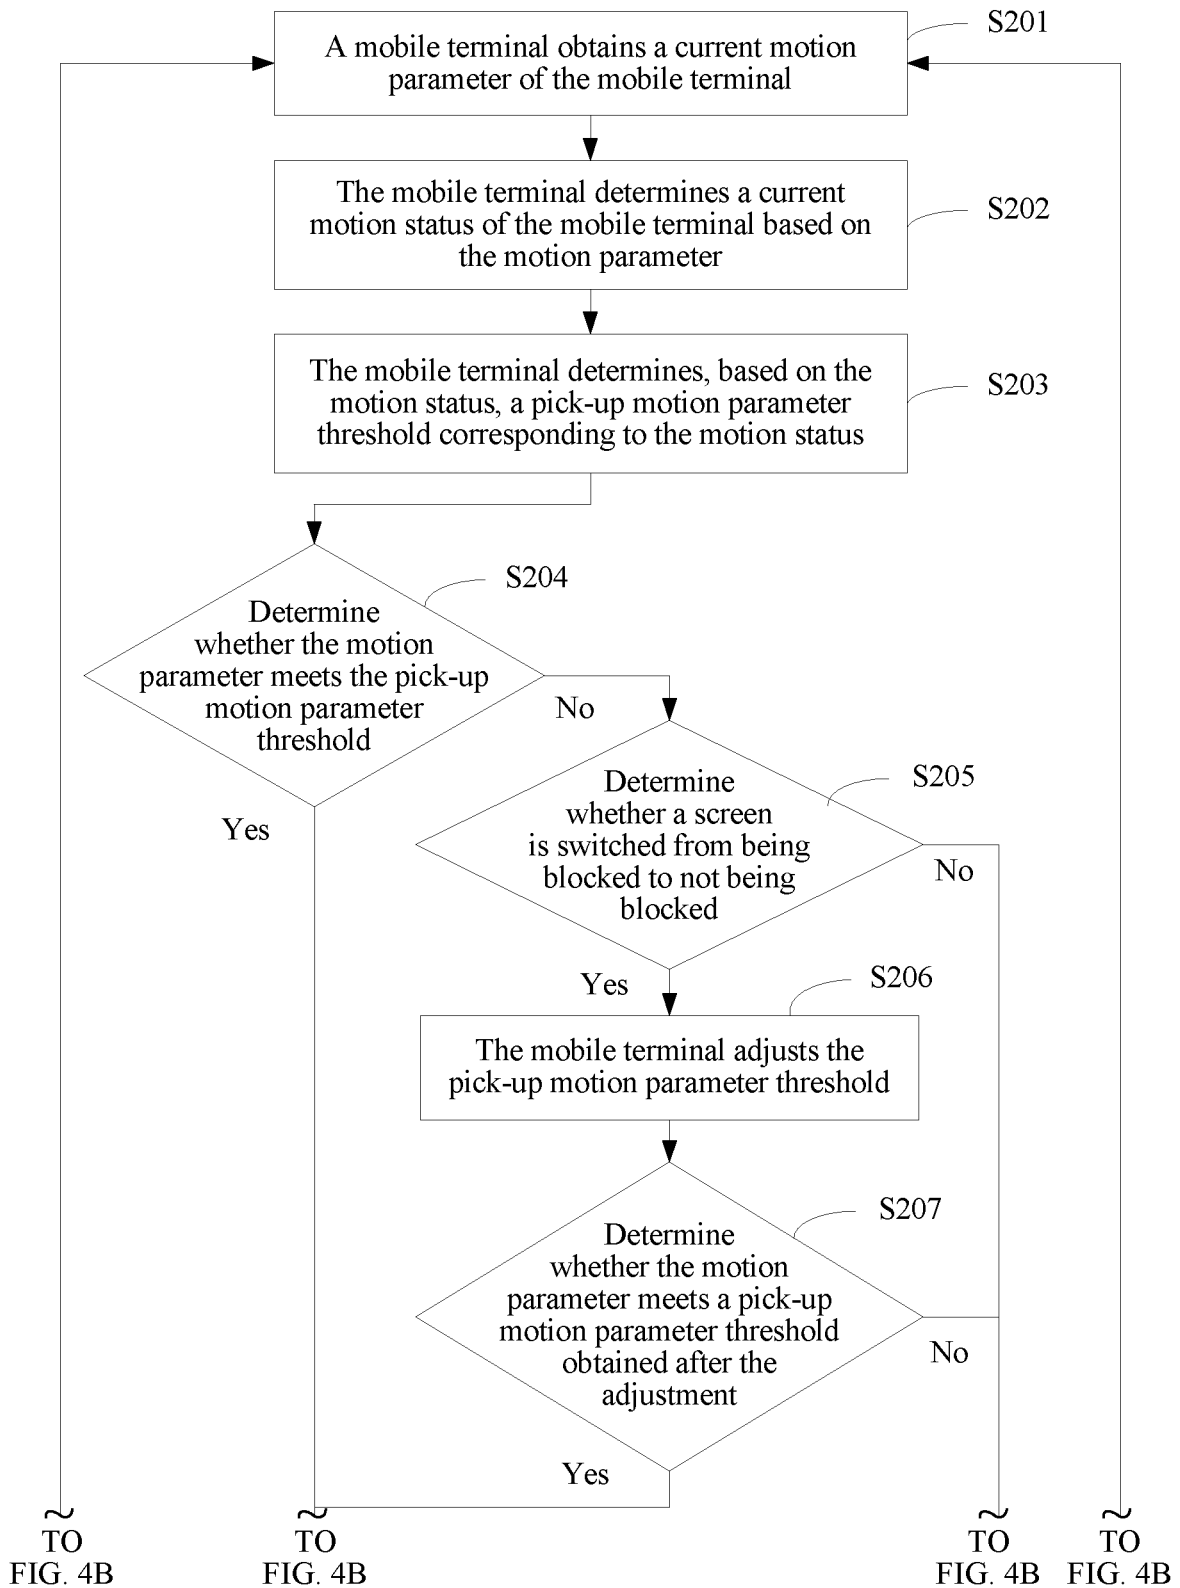 S201
A mobile terminal obtains a current motion
parameter of the mobile terminal
The mobile terminal determines a current
motion status of the mobile terminal based on
the motion parameter
S202
The mobile terminal determines, based on the
motion status, a pick-up motion parameter
threshold corresponding to the motion status
S203
S204
Determine
whether the motion
parameter meets the pick-up
motion parameter
threshold
No
Yes
S205
Determine
whether a screen
is switched from being
blocked to not being
blocked
No
Yes
S206
The mobile terminal adjusts the
pick-up motion parameter threshold
S207
Determine
whether the motion
parameter meets a pick-up
motion parameter threshold
obtained after the
adjustment
No
Yes
TO
FIG. 4B
TO
FIG. 4B
TO
FIG. 4B
TO
FIG. 4B